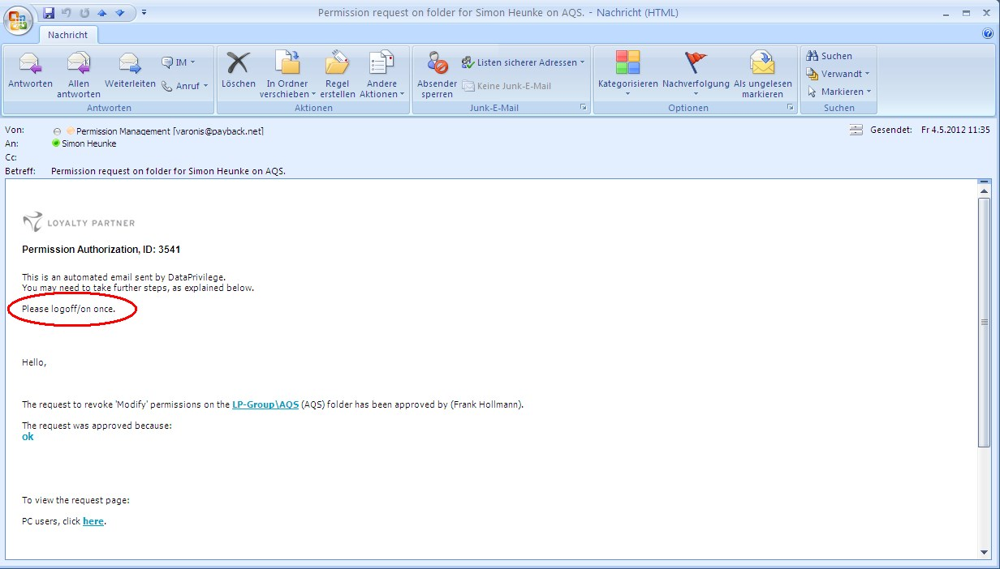 Permission request on folder for Simon Heunke on AQS. - Nachricht (HTML)
Nachricht
Antworten
Allen antworten
Weiterleiten
IM
Anruf
Antworten
Löschen
In Ordner verschieben
Regel erstellen
Andere Aktionen
Aktionen
Absender sperren
Listen sicherer Adressen
Keine Junk-E-Mail
Junk-E-Mail
Kategorisieren
Nachverfolgung
Als ungelesen markieren
Optionen
Suchen
Verwandt
Markieren
Suchen
Von: Permission Management [varonis@payback.net]
Gesendet: Fr 4.5.2012 11:35
An: Simon Heunke
Cc:
Betreff: Permission request on folder for Simon Heunke on AQS.
LOYALTY PARTNER
Permission Authorization, ID: 3541
This is an automated email sent by DataPrivilege.
You may need to take further steps, as explained below.
Please logoff/on once.
Hello,
The request to revoke 'Modify' permissions on the LP-Group\AQS (AQS) folder has been approved by (Frank Hollmann).
The request was approved because:
ok
To view the request page:
PC users, click here.